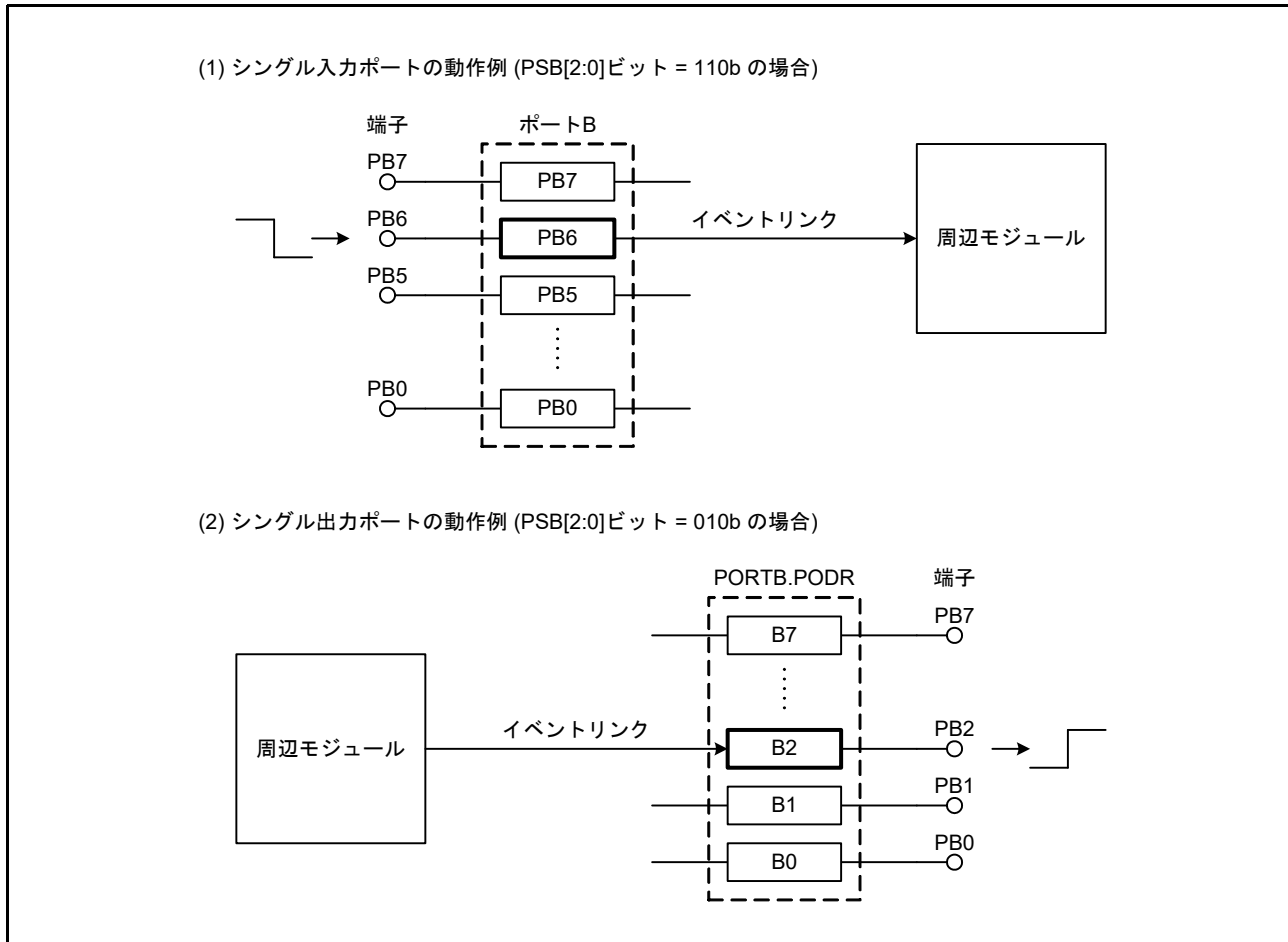 (1) シングル入力ポートの動作例 (PSB[2:0]ビット = 110b の場合)
端子
ポートB
PB7
PB7
PB6
PB6
イベントリンク
周辺モジュール
PB5
PB5
PB0
PB0
(2) シングル出力ポートの動作例 (PSB[2:0]ビット = 010b の場合)
PORTB.PODR
端子
B7
PB7
周辺モジュール
イベントリンク
B2
PB2
B1
PB1
B0
PB0